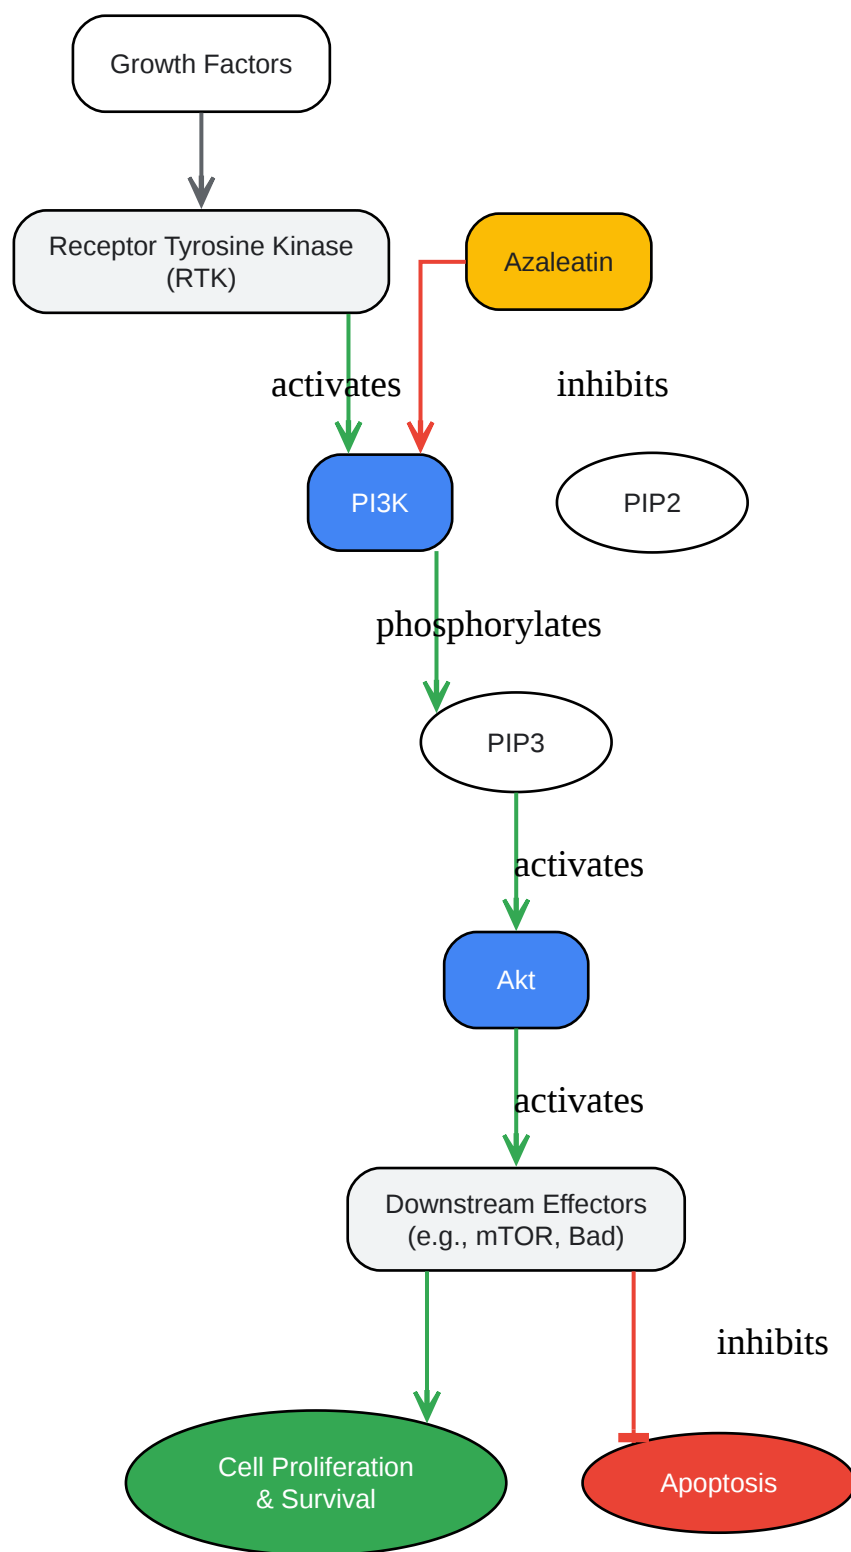 Growth Factors
Receptor Tyrosine Kinase
(RTK)
Azaleatin
activates
inhibits
PI3K
PIP2
phosphorylates
PIP3
activates
Akt
activates
Downstream Effectors
(e.g., mTOR, Bad)
inhibits
Cell Proliferation
& Survival
Apoptosis